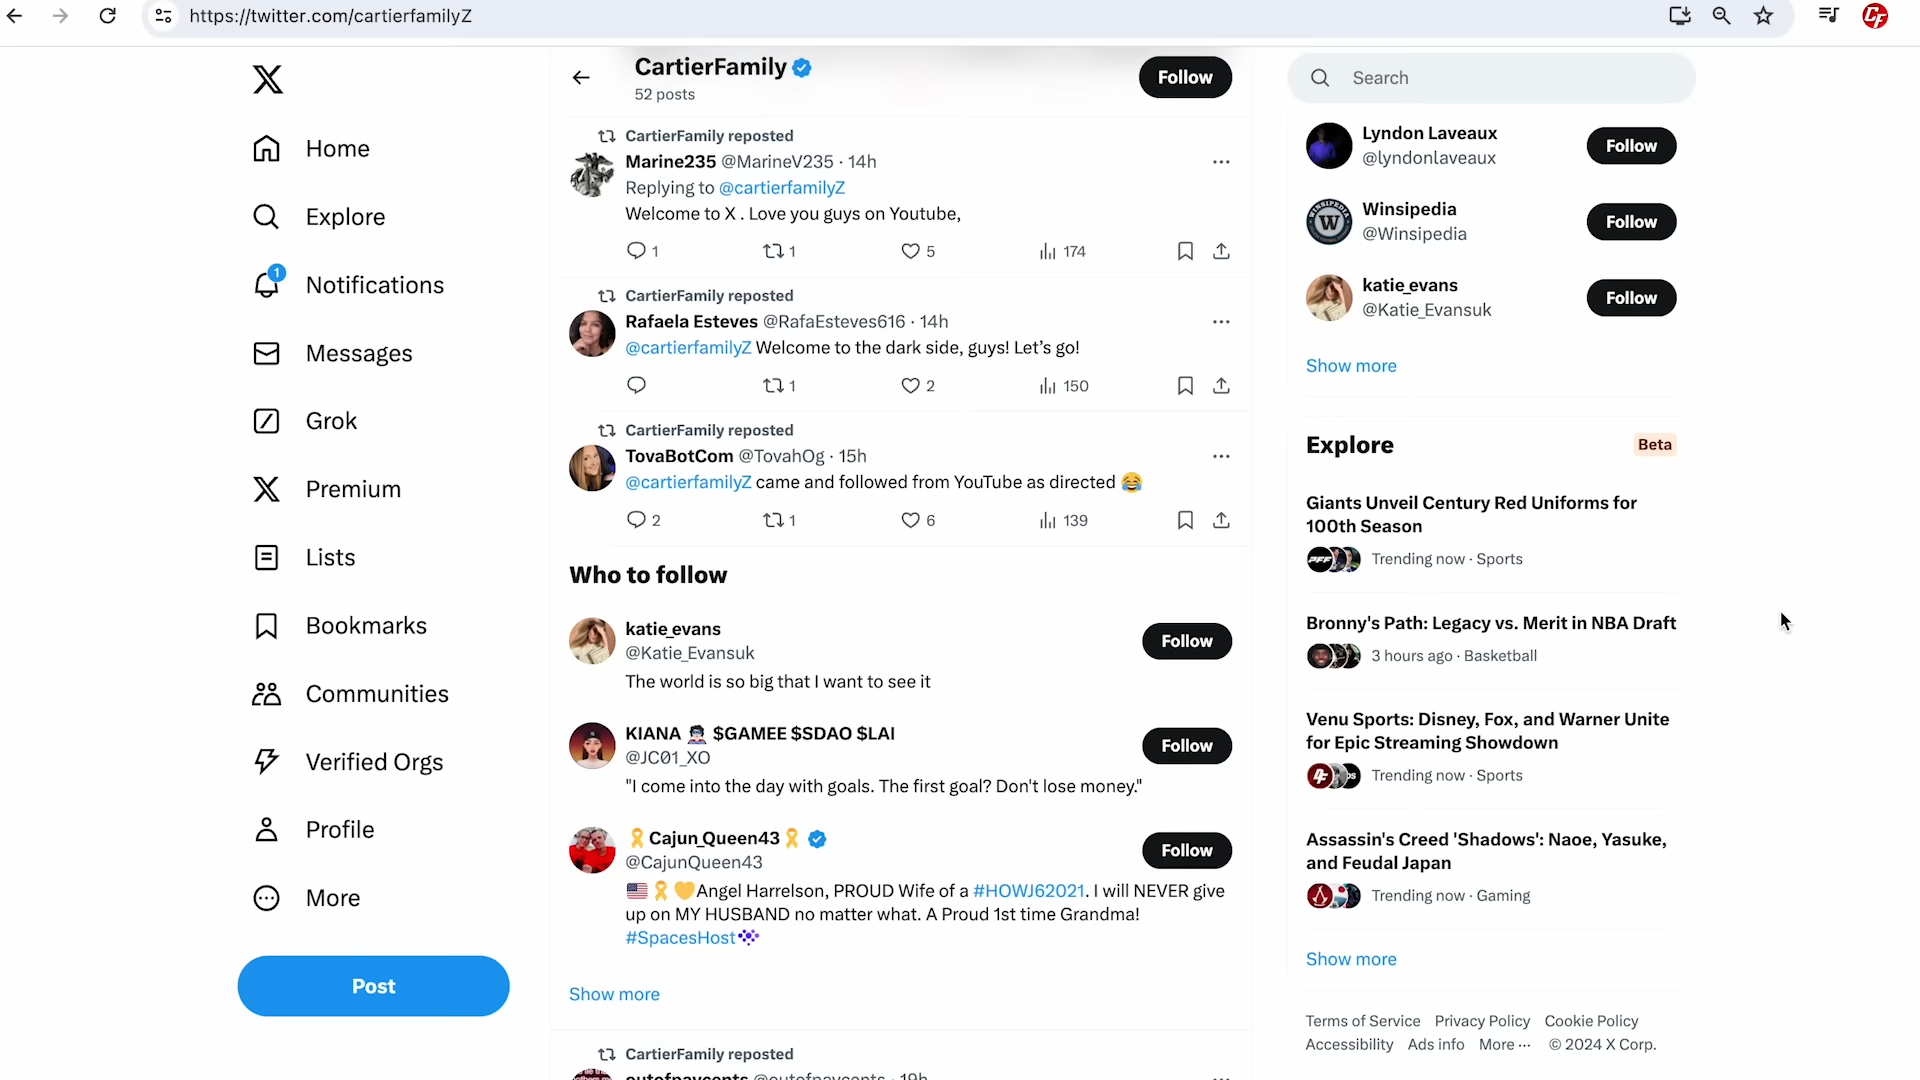 https://twitter.com/cartierfamilyZ
CF
CartierFamily
52 posts
Follow
Home
Explore
1
Notifications
Messages
Grok
Premium
Lists
Bookmarks
Communities
Verified Orgs
Profile
More
Post
CartierFamily reposted
Marine235 @MarineV235 · 14h
Replying to @cartierfamilyZ
Welcome to X . Love you guys on Youtube,
1 1 5 174
CartierFamily reposted
Rafaela Esteves @RafaEsteves616 · 14h
@cartierfamilyZ Welcome to the dark side, guys! Let’s go!
1 2 150
CartierFamily reposted
TovaBotCom @TovahOg · 15h
@cartierfamilyZ came and followed from YouTube as directed 😂
2 1 6 139
Who to follow
katie_evans
@Katie_Evansuk
The world is so big that I want to see it
Follow
KIANA $GAMEE $SDAO $LAI
@JC01_XO
"I come into the day with goals. The first goal? Don't lose money."
Follow
🎗Cajun_Queen43🎗
@CajunQueen43
🇺🇸🎗💛Angel Harrelson, PROUD Wife of a #HOWJ62021. I will NEVER give
up on MY HUSBAND no matter what. A Proud 1st time Grandma!
#SpacesHost
Follow
Show more
CartierFamily reposted
outofpaycents @outofpaycents · 19h
Search
Lyndon Laveaux
@lyndonlaveaux
Follow
WINSIPEDIA
W
Winsipedia
@Winsipedia
Follow
katie_evans
@Katie_Evansuk
Follow
Show more
Explore
Beta
Giants Unveil Century Red Uniforms for
100th Season
Trending now · Sports
Bronny's Path: Legacy vs. Merit in NBA Draft
3 hours ago · Basketball
Venu Sports: Disney, Fox, and Warner Unite
for Epic Streaming Showdown
Trending now · Sports
Assassin's Creed 'Shadows': Naoe, Yasuke,
and Feudal Japan
Trending now · Gaming
Show more
Terms of Service Privacy Policy Cookie Policy
Accessibility Ads info More ··· © 2024 X Corp.